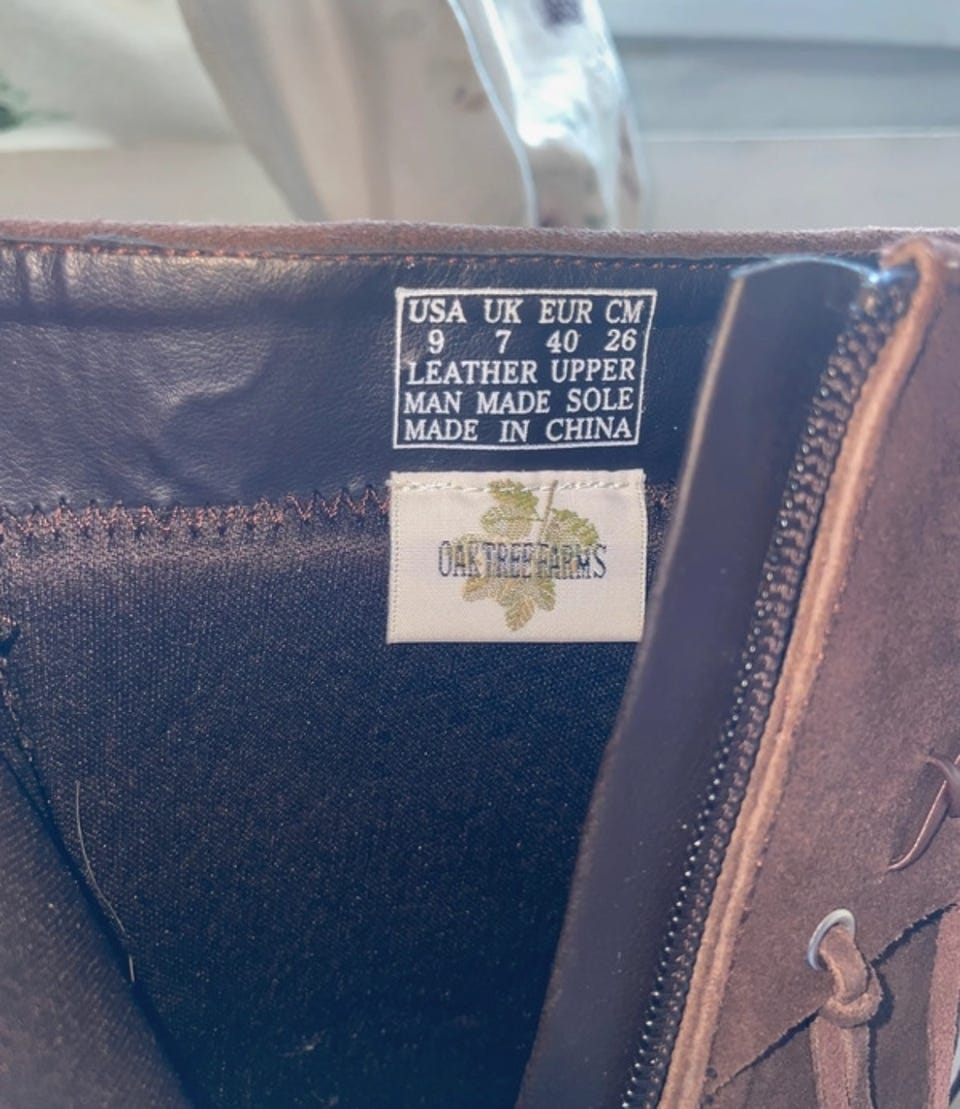 USA UK EUR CM
9 7 40 26
LEATHER UPPER
MAN MADE SOLE
MADE IN CHINA
OAK TREE FARMS